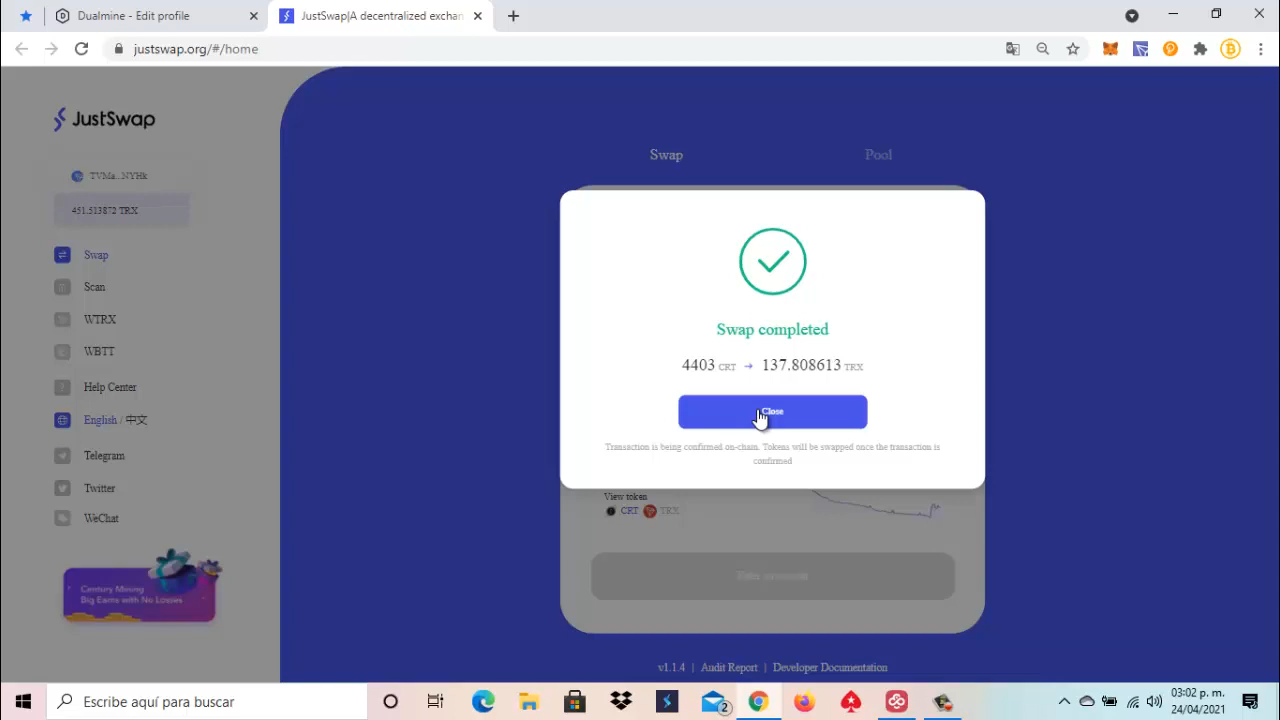 Dualmine - Edit profile
JustSwap|A decentralized exchan
justswap.org/#/home
JustSwap
TVMa...NYHk
451.513872 TRX
Swap
Scan
WTRX
WBTT
Help Center
English / 中文
Telegram
Twitter
WeChat
Century Mining
Big Earns with No Losses
Swap
Pool
Swap completed
4403 CRT → 137.808613 TRX
Close
Transaction is being confirmed on-chain. Tokens will be swapped once the transaction is
confirmed
View token
CRT TRX
v1.1.4 | Audit Report | Developer Documentation
Escribe aquí para buscar
2
03:02 p. m.
24/04/2021